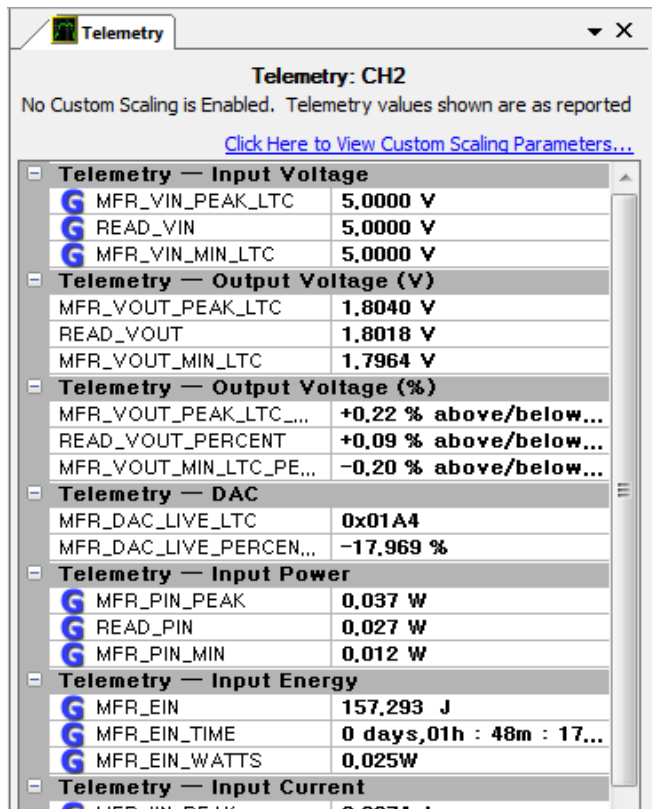 Telemetry
Telemetry: CH2
No Custom Scaling is Enabled. Telemetry values shown are as reported
Click Here to View Custom Scaling Parameters...
Telemetry — Input Voltage
G MFR_VIN_PEAK_LTC 5.0000 V
G READ_VIN 5.0000 V
G MFR_VIN_MIN_LTC 5.0000 V
Telemetry — Output Voltage (V)
MFR_VOUT_PEAK_LTC 1.8040 V
READ_VOUT 1.8018 V
MFR_VOUT_MIN_LTC 1.7964 V
Telemetry — Output Voltage (%)
MFR_VOUT_PEAK_LTC_... +0.22 % above/below...
READ_VOUT_PERCENT +0.09 % above/below...
MFR_VOUT_MIN_LTC_PE... -0.20 % above/below...
Telemetry — DAC
MFR_DAC_LIVE_LTC 0x01A4
MFR_DAC_LIVE_PERCEN... -17.969 %
Telemetry — Input Power
G MFR_PIN_PEAK 0.037 W
G READ_PIN 0.027 W
G MFR_PIN_MIN 0.012 W
Telemetry — Input Energy
G MFR_EIN 157.293 J
G MFR_EIN_TIME 0 days,01h : 48m : 17...
G MFR_EIN_WATTS 0.025W
Telemetry — Input Current